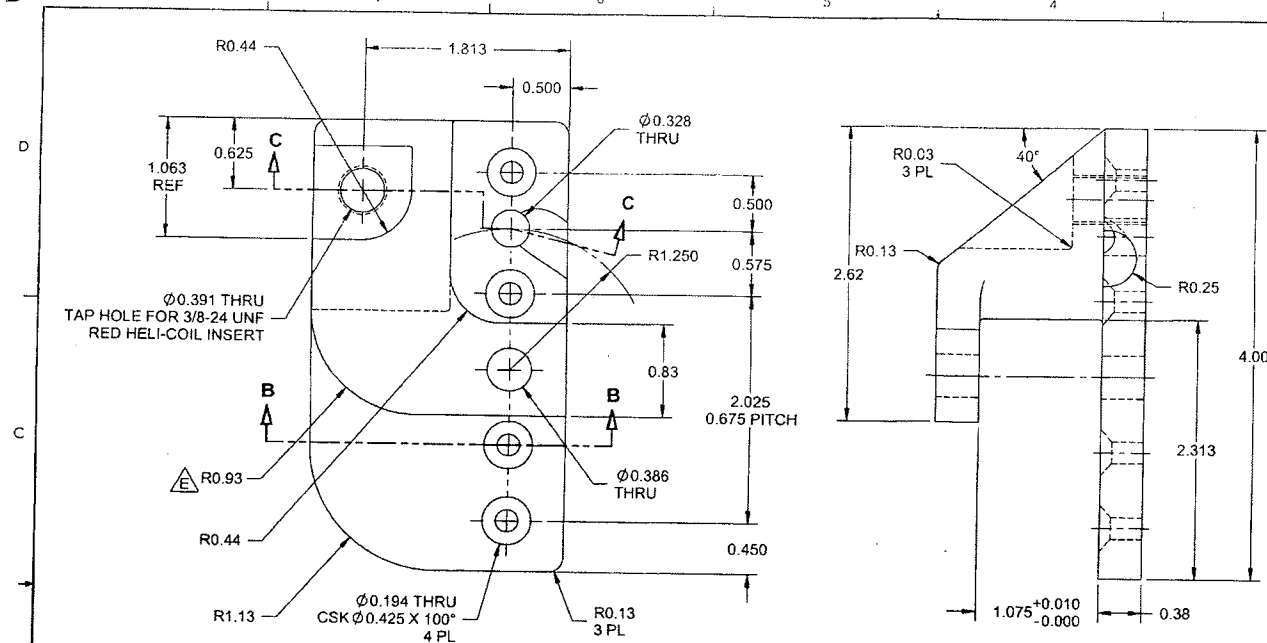 6
5
4
D
C
R0.44
1.813
0.500
Ø0.328
THRU
C
0.625
1.063
REF
0.500
C
R1.250
0.575
Ø0.391 THRU
TAP HOLE FOR 3/8-24 UNF
RED HELI-COIL INSERT
0.83
B
B
2.025
0.675 PITCH
E
R0.93
Ø0.386
THRU
R0.44
0.450
R1.13
Ø0.194 THRU
CSK Ø0.425 X 100°
4 PL
R0.13
3 PL
R0.03
3 PL
40°
R0.13
2.62
R0.25
4.00
2.313
1.075 +0.010
-0.000
0.38